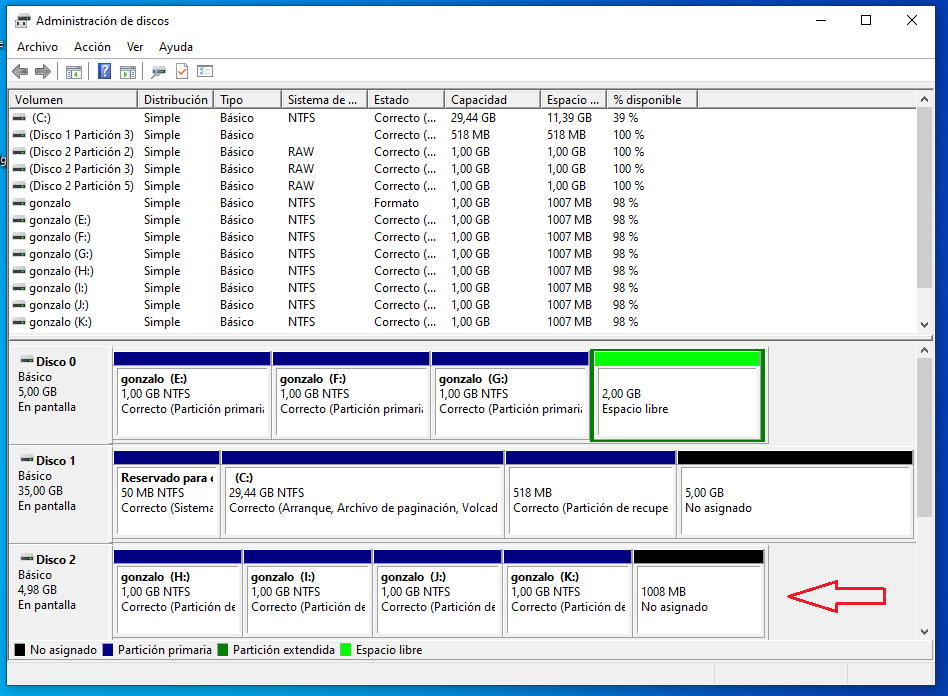 Administración de discos
Archivo Acción Ver Ayuda
Volumen Distribución Tipo Sistema de ... Estado Capacidad Espacio ... % disponible
(C:) Simple Básico NTFS Correcto (... 29,44 GB 11,39 GB 39 %
(Disco 1 Partición 3) Simple Básico Correcto (... 518 MB 518 MB 100 %
(Disco 2 Partición 2) Simple Básico RAW Correcto (... 1,00 GB 1,00 GB 100 %
(Disco 2 Partición 3) Simple Básico RAW Correcto (... 1,00 GB 1,00 GB 100 %
(Disco 2 Partición 5) Simple Básico RAW Correcto (... 1,00 GB 1,00 GB 100 %
gonzalo Simple Básico NTFS Formato 1,00 GB 1007 MB 98 %
gonzalo (E:) Simple Básico NTFS Correcto (... 1,00 GB 1007 MB 98 %
gonzalo (F:) Simple Básico NTFS Correcto (... 1,00 GB 1007 MB 98 %
gonzalo (G:) Simple Básico NTFS Correcto (... 1,00 GB 1007 MB 98 %
gonzalo (H:) Simple Básico NTFS Correcto (... 1,00 GB 1007 MB 98 %
gonzalo (I:) Simple Básico NTFS Correcto (... 1,00 GB 1007 MB 98 %
gonzalo (J:) Simple Básico NTFS Correcto (... 1,00 GB 1007 MB 98 %
gonzalo (K:) Simple Básico NTFS Correcto (... 1,00 GB 1007 MB 98 %
Disco 0
Básico
5,00 GB
En pantalla
gonzalo (E:)
1,00 GB NTFS
Correcto (Partición primari
gonzalo (F:)
1,00 GB NTFS
Correcto (Partición primari
gonzalo (G:)
1,00 GB NTFS
Correcto (Partición primari
2,00 GB
Espacio libre
Disco 1
Básico
35,00 GB
En pantalla
Reservado para e
50 MB NTFS
Correcto (Sistema
(C:)
29,44 GB NTFS
Correcto (Arranque, Archivo de paginación, Volcad
518 MB
Correcto (Partición de recupe
5,00 GB
No asignado
Disco 2
Básico
4,98 GB
En pantalla
gonzalo (H:)
1,00 GB NTFS
Correcto (Partición de
gonzalo (I:)
1,00 GB NTFS
Correcto (Partición de
gonzalo (J:)
1,00 GB NTFS
Correcto (Partición de
gonzalo (K:)
1,00 GB NTFS
Correcto (Partición de
1008 MB
No asignado
No asignado Partición primaria Partición extendida Espacio libre